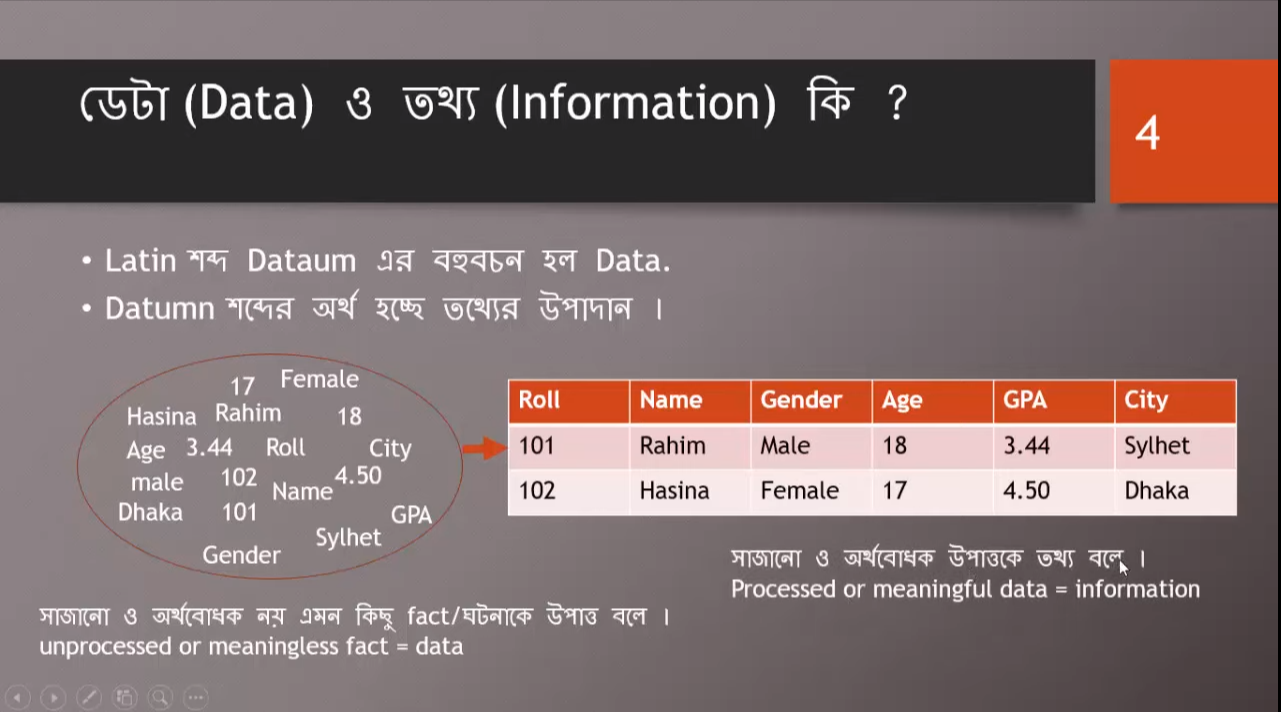 ডেটা (Data) ও তথ্য (Information) কি ?
4
• Latin শব্দ Dataum এর বহুবচন হল Data.
• Datumn শব্দের অর্থ হচ্ছে তথ্যের উপাদান ।
17 Female
Hasina Rahim 18
Age 3.44 Roll City
male 102 Name 4.50
Dhaka 101 GPA
Sylhet
Gender
Roll Name Gender Age GPA City
101 Rahim Male 18 3.44 Sylhet
102 Hasina Female 17 4.50 Dhaka
সাজানো ও অর্থবোধক উপাত্তকে তথ্য বলে ।
Processed or meaningful data = information
সাজানো ও অর্থবোধক নয় এমন কিছু fact/ঘটনাকে উপাত্ত বলে ।
unprocessed or meaningless fact = data